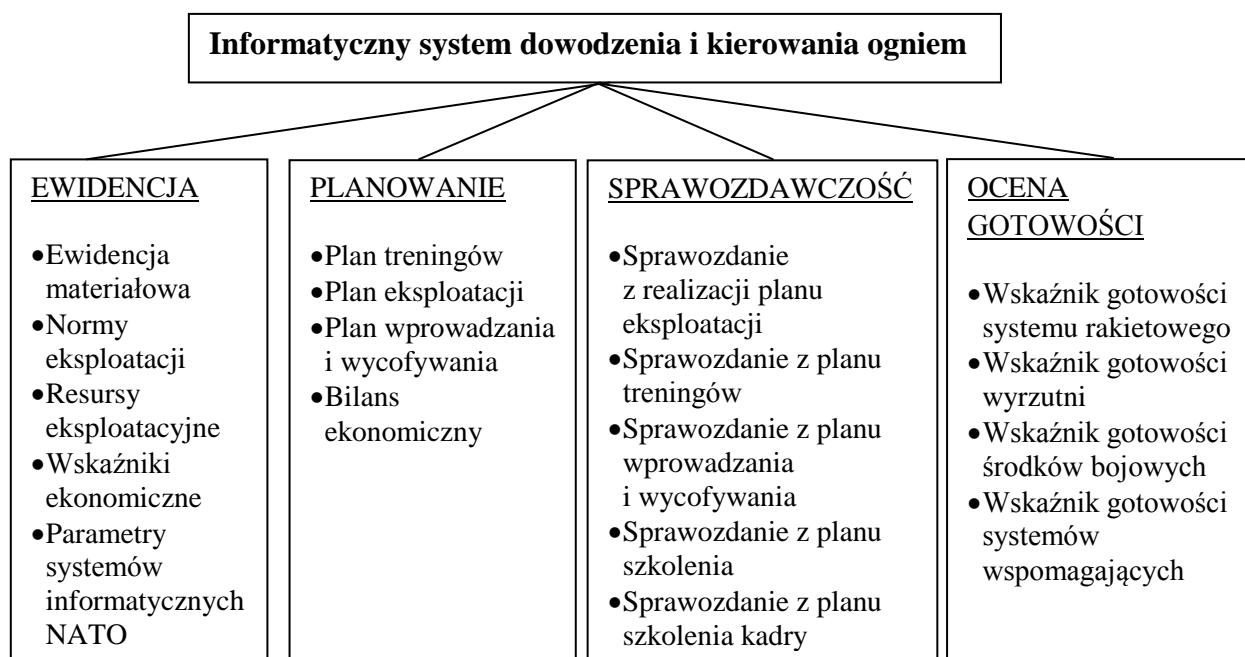 Informatyczny system dowodzenia i kierowania ogniem
EWIDENCJA
•Ewidencja
materiałowa
•Normy
eksploatacji
•Resursy
eksploatacyjne
•Wskaźniki
ekonomiczne
•Parametry
systemów
informatycznych
NATO
PLANOWANIE
•Plan treningów
•Plan eksploatacji
•Plan wprowadzania
i wycofywania
•Bilans
ekonomiczny
SPRAWOZDAWCZOŚĆ
•Sprawozdanie
z realizacji planu
eksploatacji
•Sprawozdanie z planu
treningów
•Sprawozdanie z planu
wprowadzania
i wycofywania
•Sprawozdanie z planu
szkolenia
•Sprawozdanie z planu
szkolenia kadry
OCENA
GOTOWOŚCI
•Wskaźnik gotowości
systemu rakietowego
•Wskaźnik gotowości
wyrzutni
•Wskaźnik gotowości
środków bojowych
•Wskaźnik gotowości
systemów
wspomagających